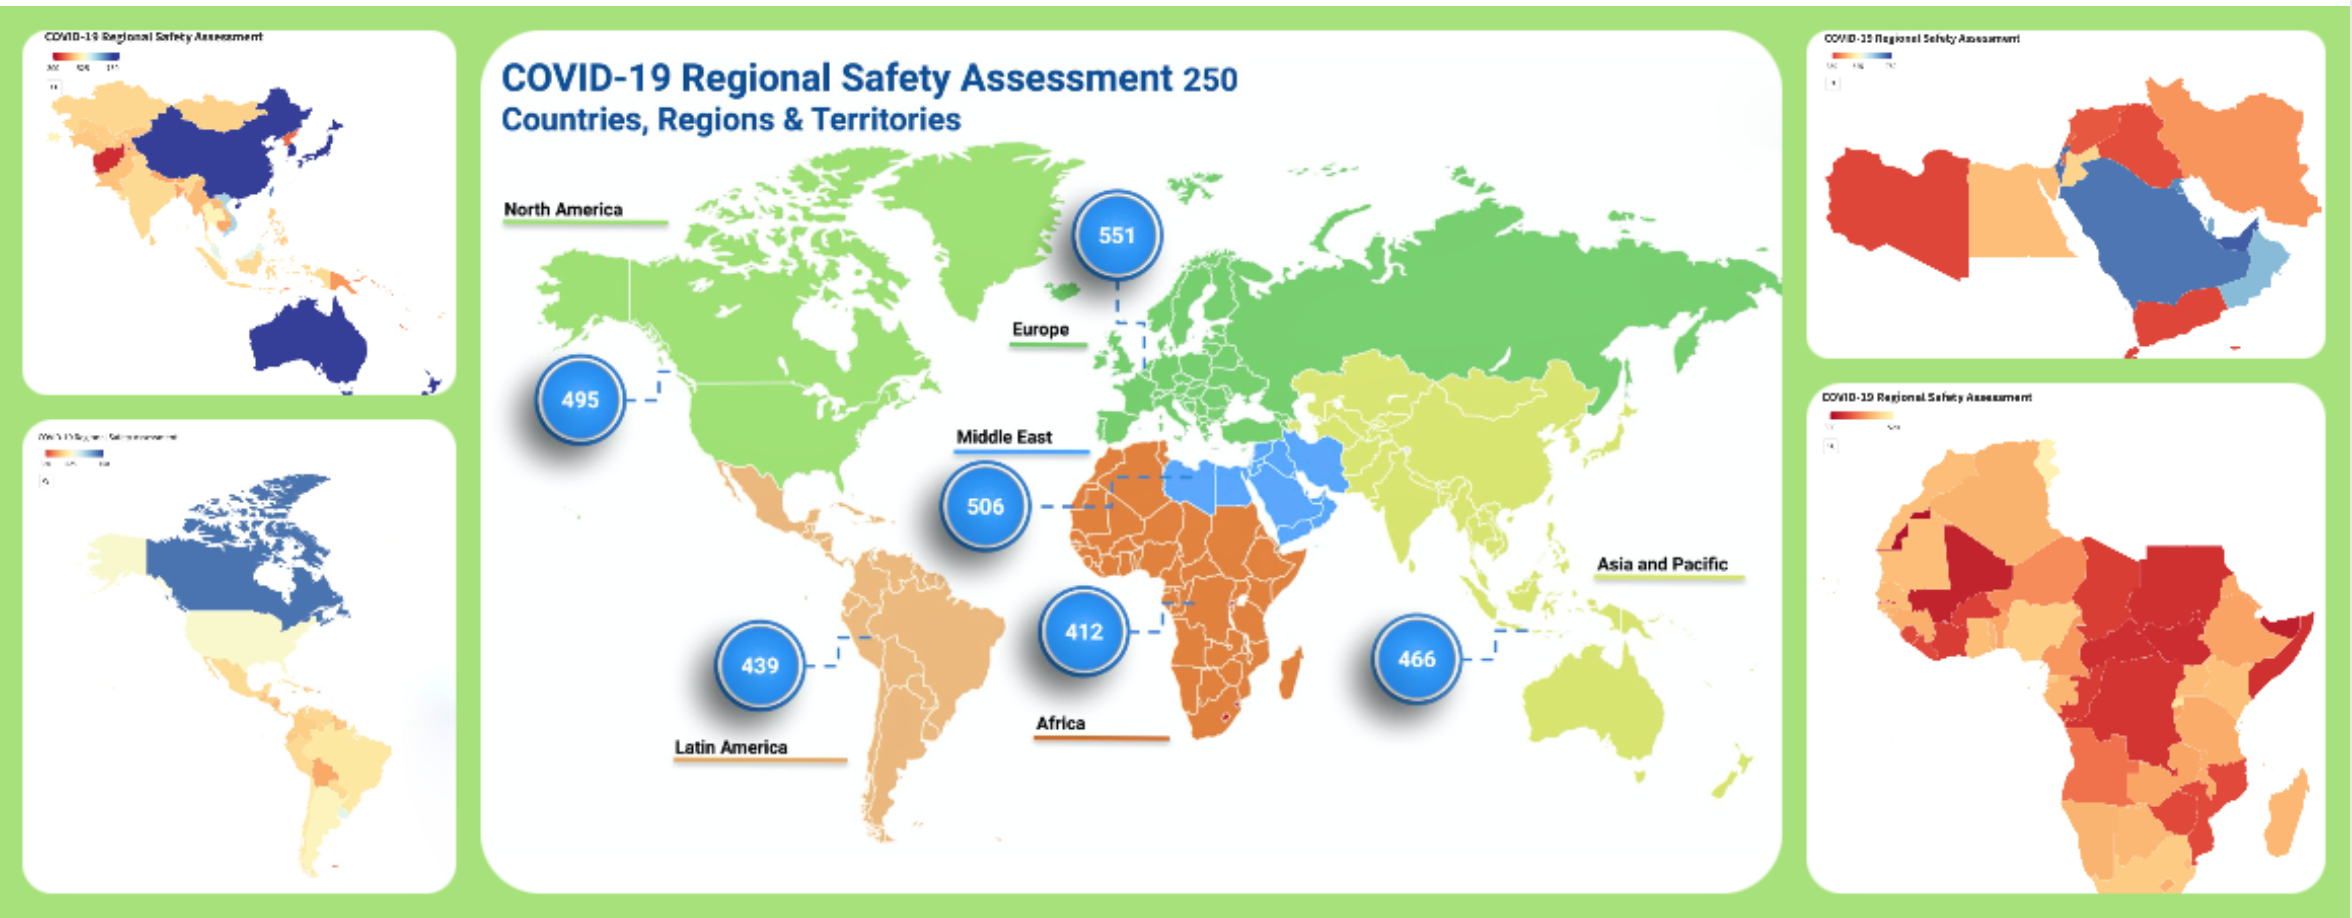 COVID-19 Regional Safety Assessment
COVID-19 Regional Safety Assessment
COVID-19 Regional Safety Assessment 250
Countries, Regions & Territories
North America
551
Europe
495
Middle East
506
Asia and Pacific
412
439
466
Africa
Latin America
COVID-19 Regional Safety Assessment
COVID-19 Regional Safety Assessment